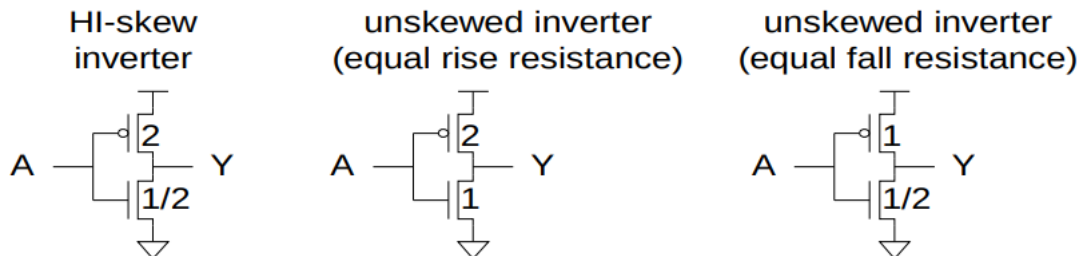 HI-skew inverter
unskewed inverter
(equal rise resistance)
unskewed inverter
(equal fall resistance)
A 2 Y
1/2
A 2 Y
1
A 1 Y
1/2